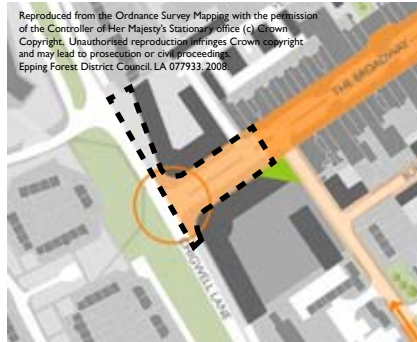 Reproduced from the Ordnance Survey Mapping with the permission
of the Controller of Her Majesty's Stationary office (c) Crown
Copyright. Unauthorised reproduction infringes Crown copyright
and may lead to prosecution or civil proceedings.
Epping Forest District Council. LA 077933. 2008.
THE BROADWAY
LANE